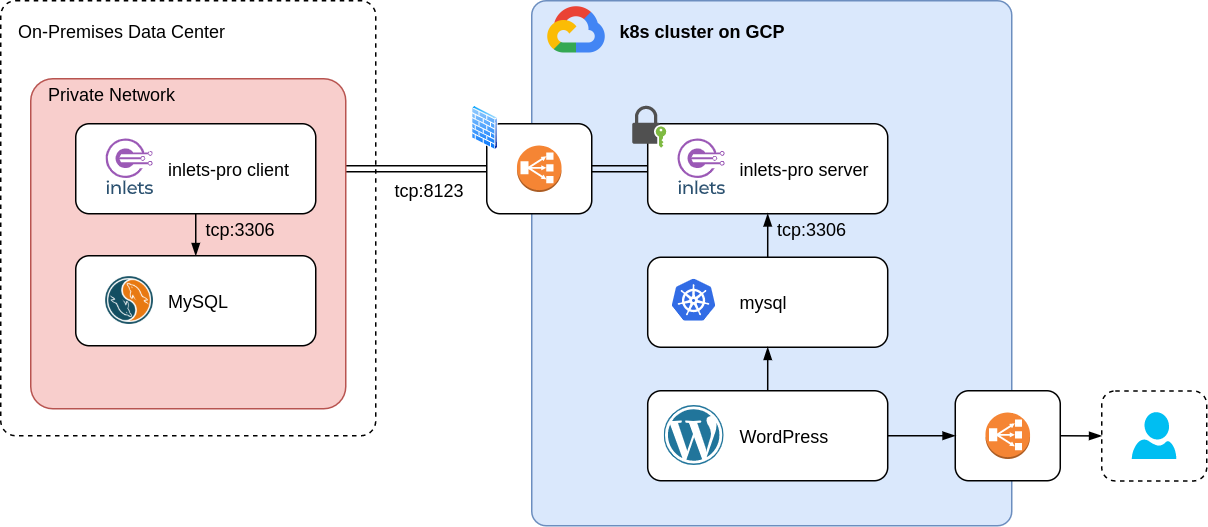 On-Premises Data Center
Private Network
inlets
inlets-pro client
tcp:3306
MySQL
tcp:8123
k8s cluster on GCP
inlets
inlets-pro server
tcp:3306
mysql
WordPress